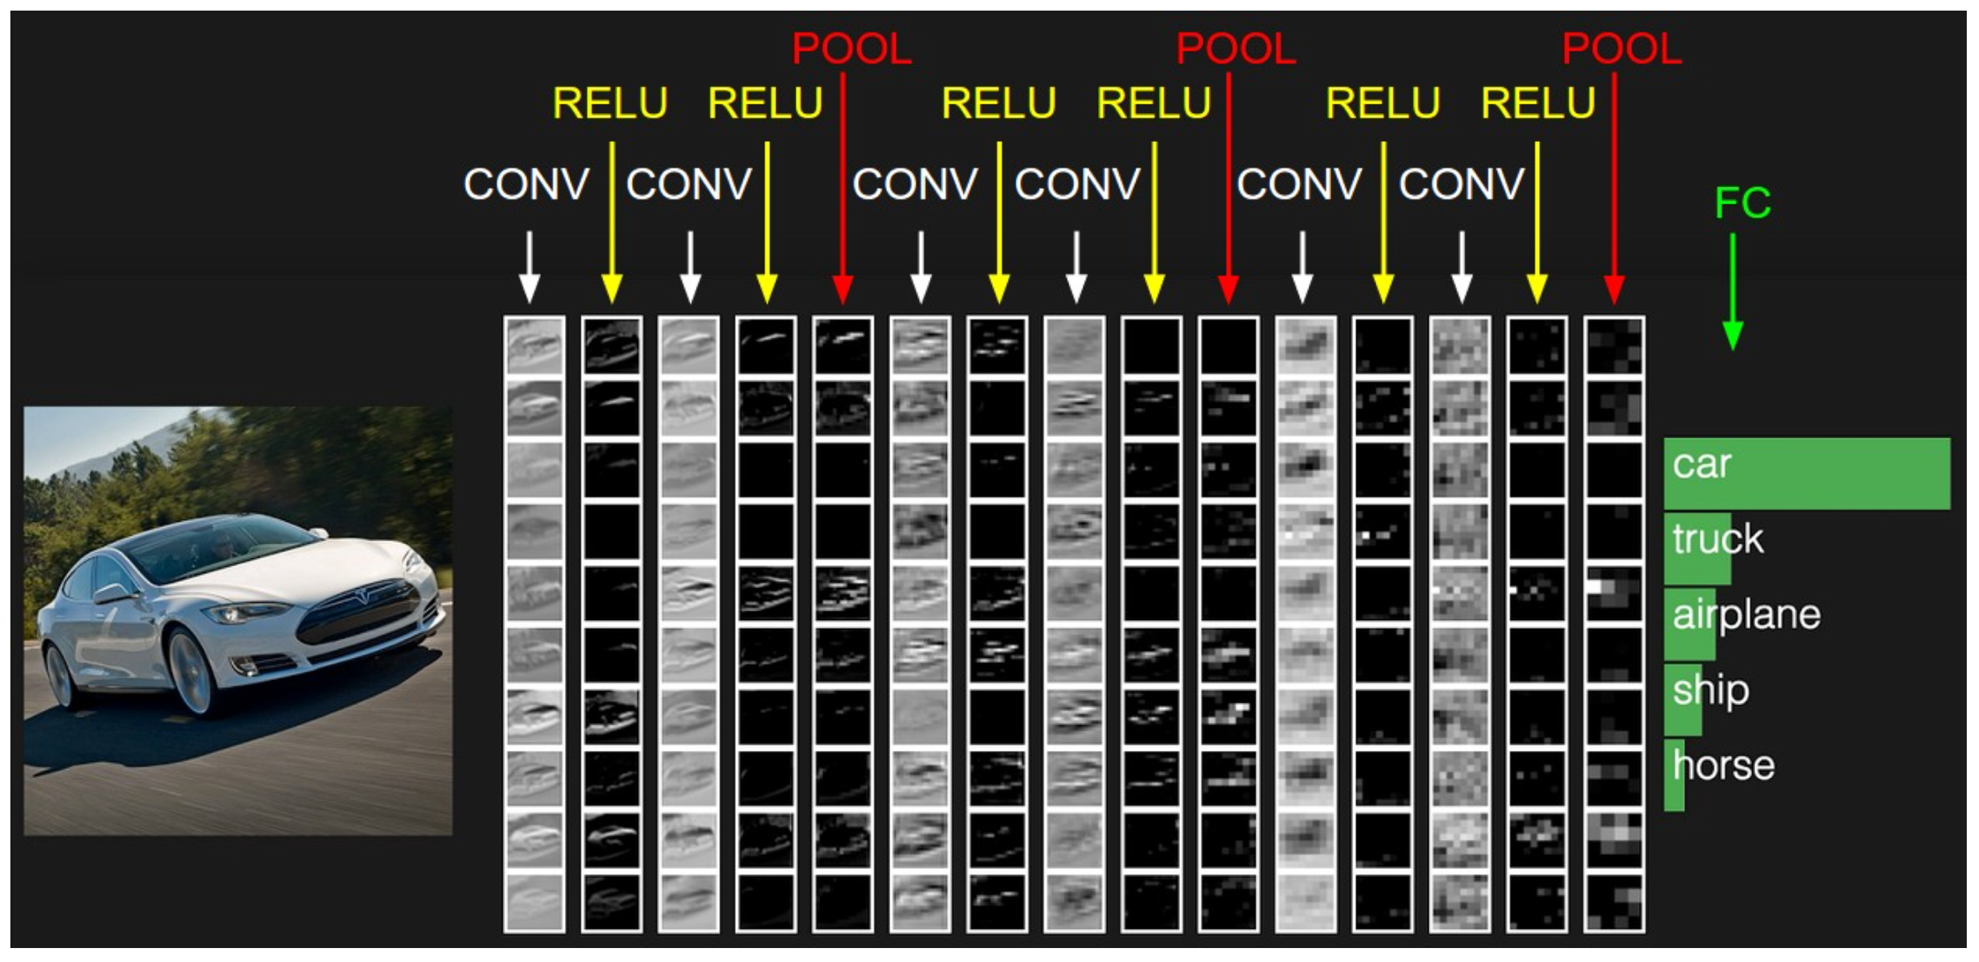 POOL POOL POOL
RELU RELU RELU RELU RELU RELU
CONV CONV CONV CONV CONV CONV
FC
car
truck
airplane
ship
horse